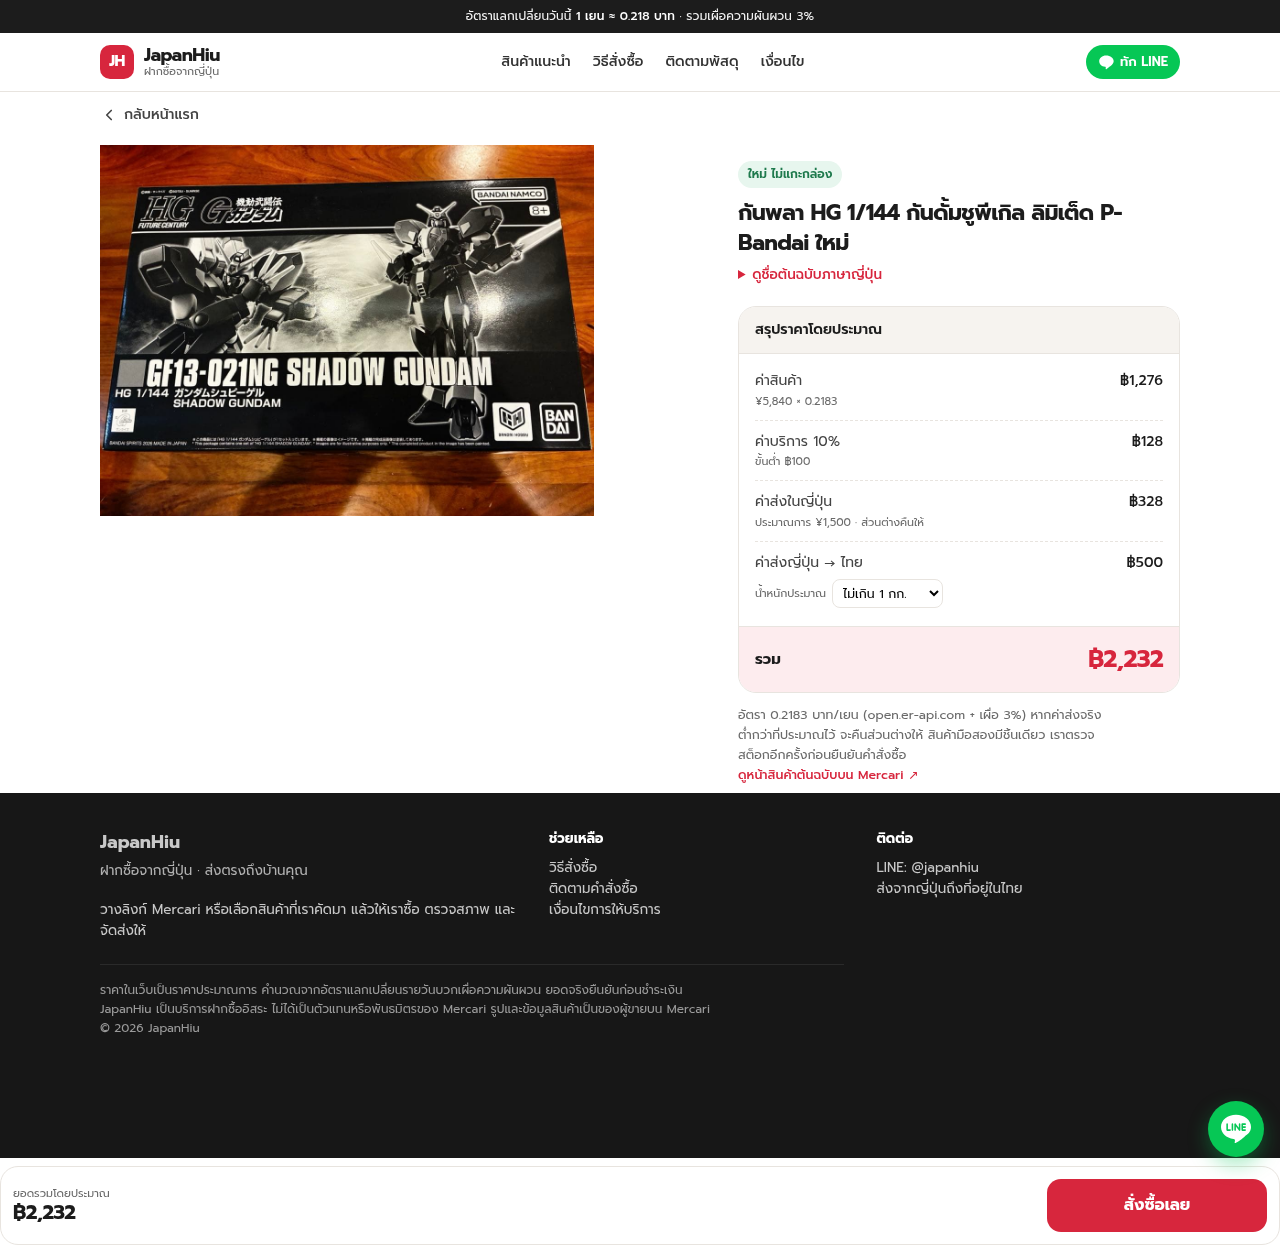 อัตราแลกเปลี่ยนวันนี้ 1 เยน ≈ 0.218 บาท · รวมเผื่อความผันผวน 3%
JH
JapanHiu
ฝากซื้อจากญี่ปุ่น
สินค้าแนะนำ
วิธีสั่งซื้อ
ติดตามพัสดุ
เงื่อนไข
ทัก LINE
กลับหน้าแรก
HG
FUTURE CENTURY
機動武闘伝
Gガンダム
BANDAI NAMCO
8+
GF13-021NG SHADOW GUNDAM
HG 1/144 ガンダムシュピーゲル
SHADOW GUNDAM
BAN
DAI
ใหม่ ไม่แกะกล่อง
กันพลา HG 1/144 กันดั้มชูพีเกิล ลิมิเต็ด P-
Bandai ใหม่
ดูชื่อต้นฉบับภาษาญี่ปุ่น
สรุปราคาโดยประมาณ
ค่าสินค้า
฿1,276
¥5,840 × 0.2183
ค่าบริการ 10%
฿128
ขั้นต่ำ ฿100
ค่าส่งในญี่ปุ่น
฿328
ประมาณการ ¥1,500 · ส่วนต่างคืนให้
ค่าส่งญี่ปุ่น → ไทย
฿500
น้ำหนักประมาณ
ไม่เกิน 1 กก.
รวม
฿2,232
อัตรา 0.2183 บาท/เยน (open.er-api.com + เผื่อ 3%) หากค่าส่งจริง
ต่ำกว่าที่ประมาณไว้ จะคืนส่วนต่างให้ สินค้ามือสองมีชิ้นเดียว เราตรวจ
สต็อกอีกครั้งก่อนยืนยันคำสั่งซื้อ
ดูหน้าสินค้าต้นฉบับบน Mercari ↗
JapanHiu
ฝากซื้อจากญี่ปุ่น · ส่งตรงถึงบ้านคุณ
วางลิงก์ Mercari หรือเลือกสินค้าที่เราคัดมา แล้วให้เราซื้อ ตรวจสภาพ และ
จัดส่งให้
ช่วยเหลือ
วิธีสั่งซื้อ
ติดตามคำสั่งซื้อ
เงื่อนไขการให้บริการ
ติดต่อ
LINE: @japanhiu
ส่งจากญี่ปุ่นถึงที่อยู่ในไทย
ราคาในเว็บเป็นราคาประมาณการ คำนวณจากอัตราแลกเปลี่ยนรายวันบวกเผื่อความผันผวน ยอดจริงยืนยันก่อนชำระเงิน
JapanHiu เป็นบริการฝากซื้ออิสระ ไม่ได้เป็นตัวแทนหรือพันธมิตรของ Mercari รูปและข้อมูลสินค้าเป็นของผู้ขายบน Mercari
© 2026 JapanHiu
LINE
ยอดรวมโดยประมาณ
฿2,232
สั่งซื้อเลย